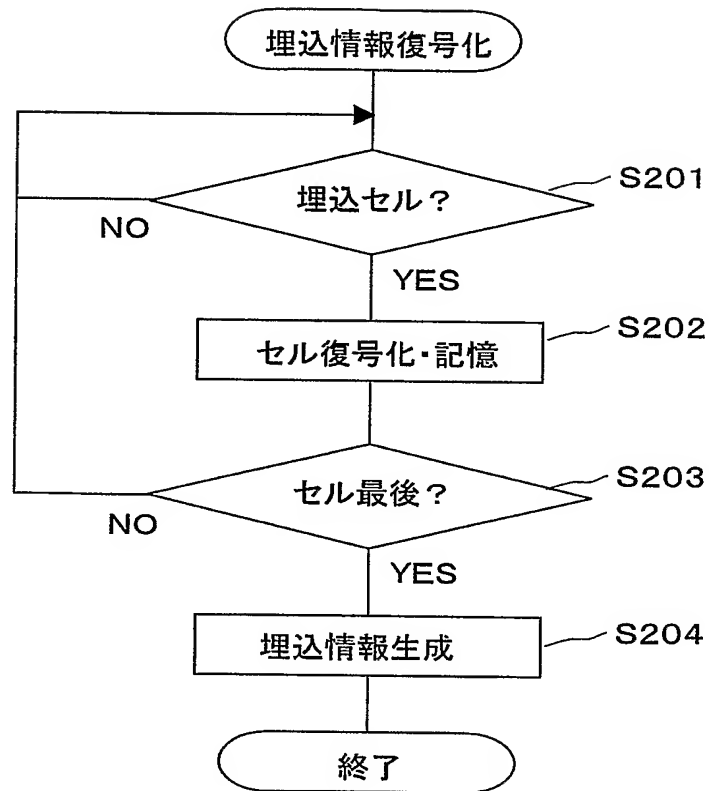 埋込情報復号化
埋込セル?
S201
NO
YES
セル復号化・記憶
S202
セル最後?
S203
NO
YES
埋込情報生成
S204
終了